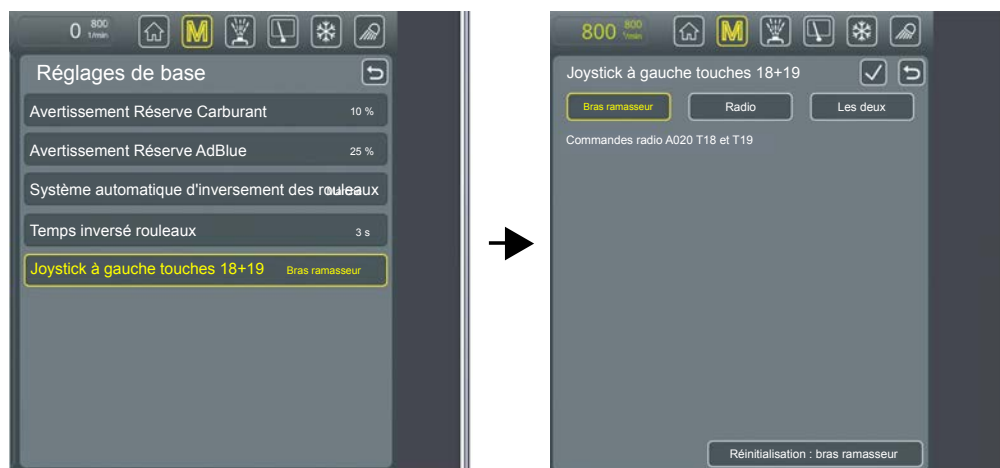 0 800 t/min
M
Réglages de base
Avertissement Réserve Carburant 10 %
Avertissement Réserve AdBlue 25 %
Système automatique d'inversement des rouleaux
Temps inversé rouleaux 3 s
Joystick à gauche touches 18+19 Bras ramasseur
800 800
M
Joystick à gauche touches 18+19
Bras ramasseur Radio Les deux
Commandes radio A020 T18 et T19
Réinitialisation : bras ramasseur